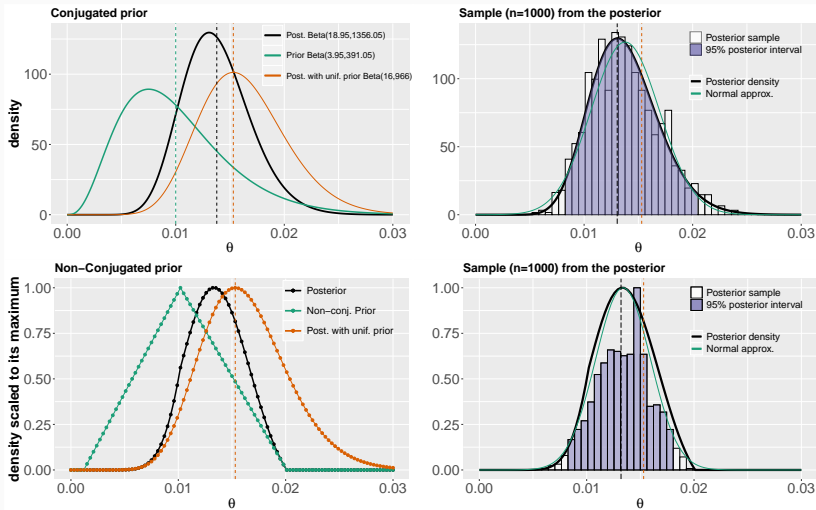 Conjugated prior
Post. Beta(18.95,1356.05)
Prior Beta(3.95,391.05)
Post. with unif. prior Beta(16,966)
density
100
50
0
0.00 0.01 0.02 0.03
θ
Sample (n=1000) from the posterior
Posterior sample
95% posterior interval
Posterior density
Normal approx.
100
50
0
0.00 0.01 0.02 0.03
θ
Non−Conjugated prior
Posterior
Non−conj. Prior
Post. with unif. prior
density scaled to its maximum
1.00
0.75
0.50
0.25
0.00
0.00 0.01 0.02 0.03
θ
Sample (n=1000) from the posterior
Posterior sample
95% posterior interval
Posterior density
Normal approx.
1.00
0.75
0.50
0.25
0.00
0.00 0.01 0.02 0.03
θ